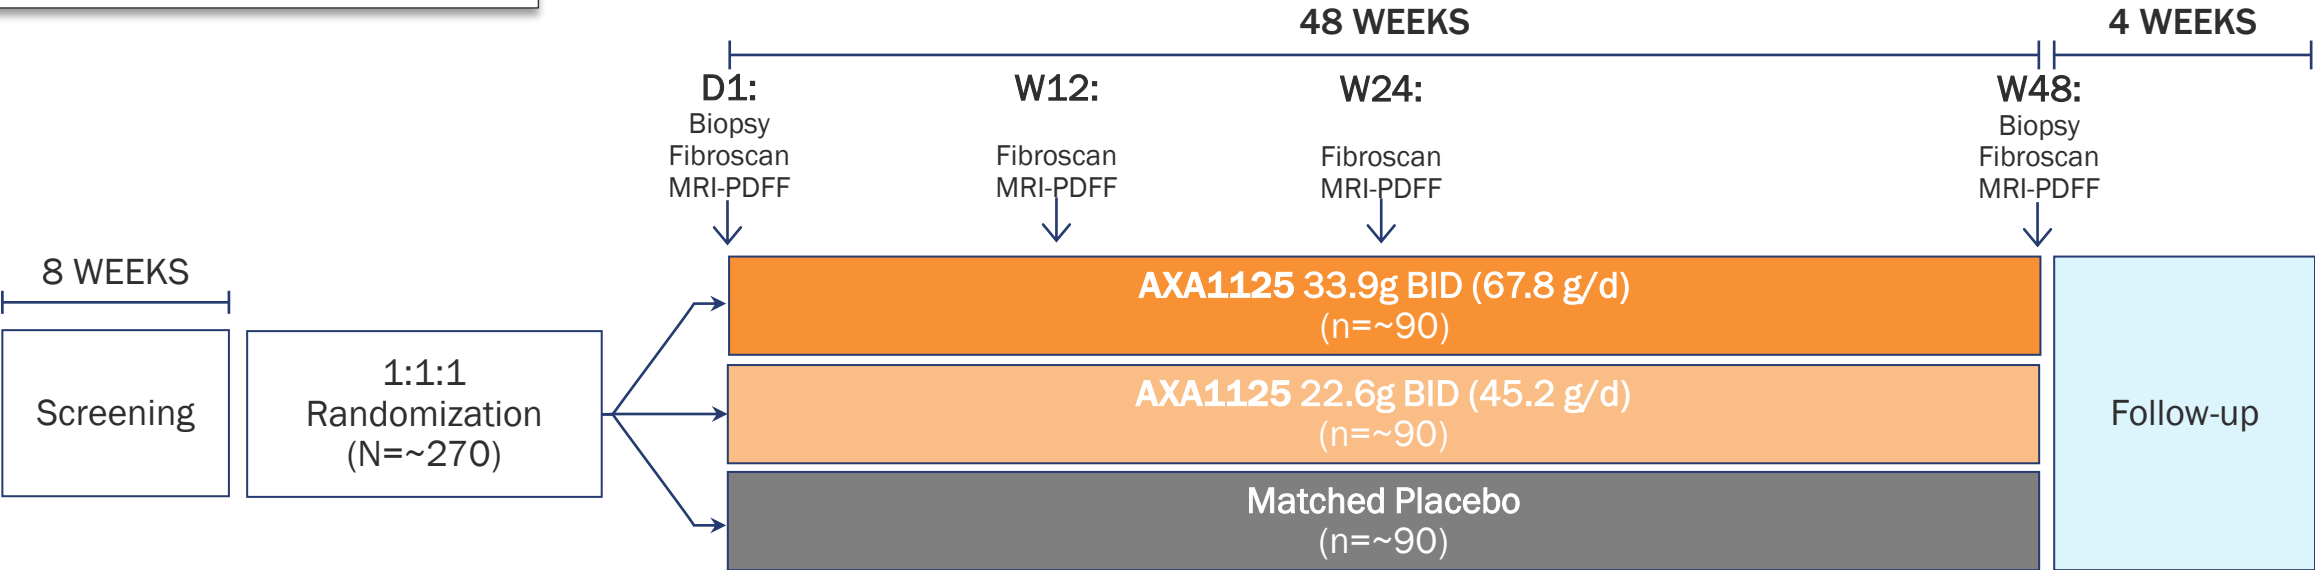 48 WEEKS
4 WEEKS
D1:
Biopsy
Fibroscan
MRI-PDFF
W12:
Fibroscan
MRI-PDFF
W24:
Fibroscan
MRI-PDFF
W48:
Biopsy
Fibroscan
MRI-PDFF
8 WEEKS
Screening
1:1:1
Randomization
(N=~270)
AXA1125 33.9g BID (67.8 g/d)
(n=~90)
AXA1125 22.6g BID (45.2 g/d)
(n=~90)
Matched Placebo
(n=~90)
Follow-up